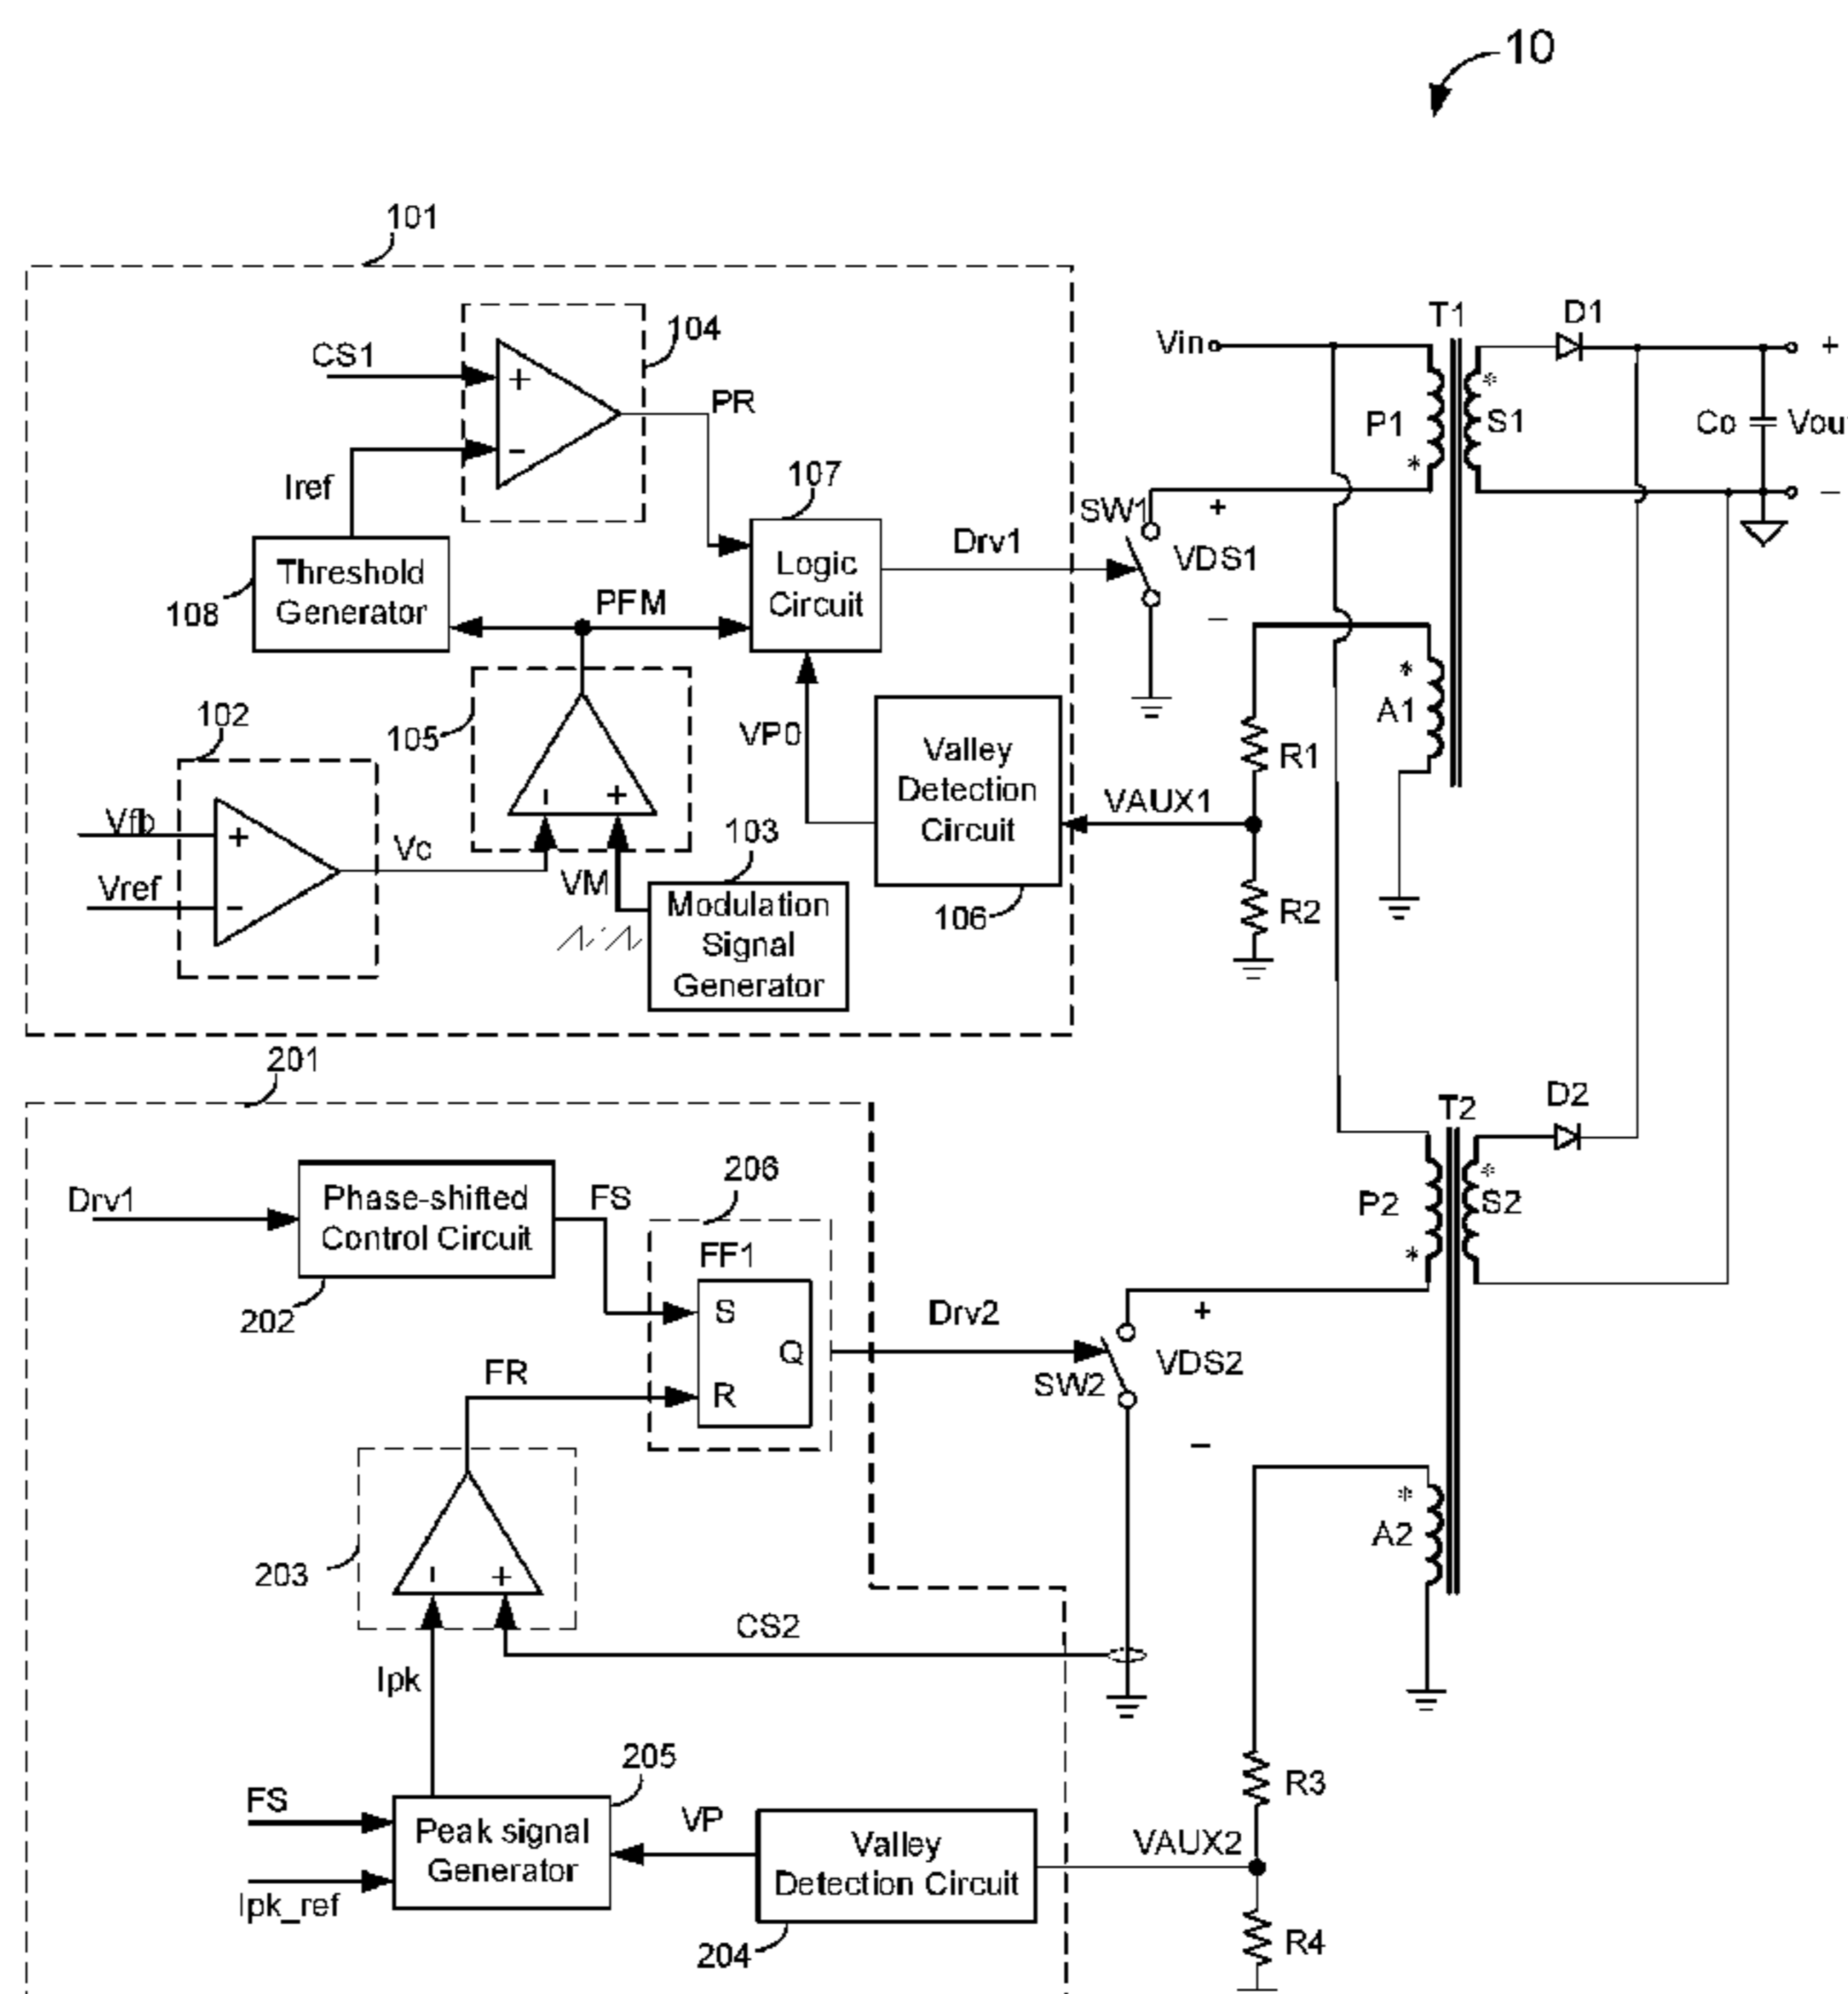 10
101
CS1
+
−
104
PR
Iref
107
Threshold
Generator
108
PFM
Logic
Circuit
Drv1
SW1
+
VDS1
−
Vin
T1
D1
+
P1
*
*
S1
Co
Vou
−
*
A1
102
105
VP0
Valley
Detection
Circuit
VAUX1
R1
Vfb
+
Vc
−
+
103
Vref
−
VM
Modulation
Signal
Generator
106
R2
201
T2
D2
Drv1
Phase-shifted
Control Circuit
FS
206
FF1
P2
*
*
S2
202
S
Q
R
FR
Drv2
SW2
+
VDS2
−
203
−
+
*
A2
CS2
Ipk
205
FS
Peak signal
Generator
VP
Valley
Detection Circuit
VAUX2
R3
Ipk_ref
204
R4